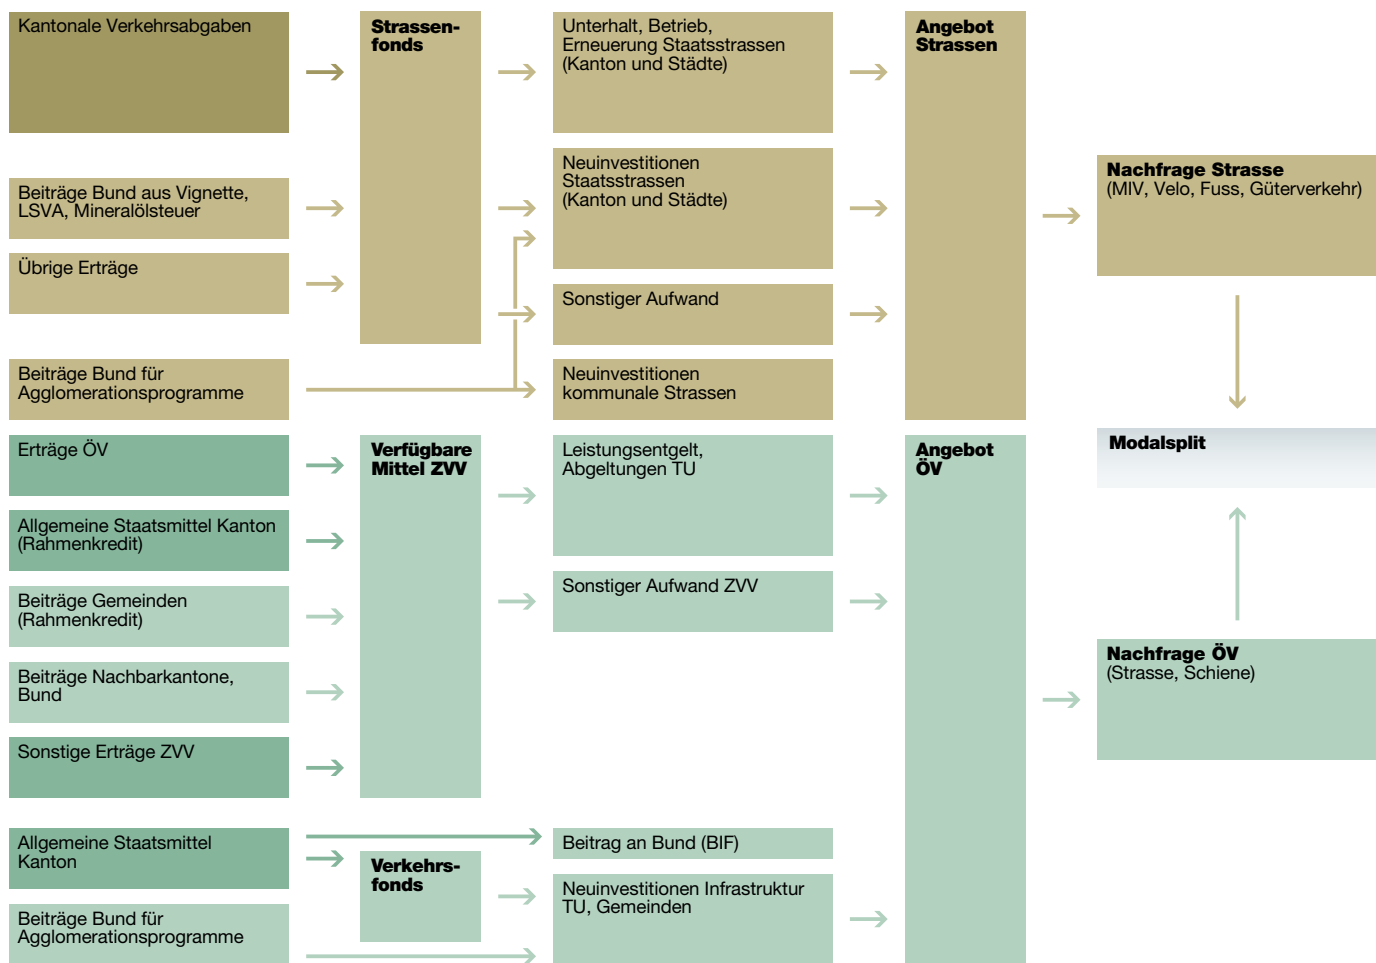 Kantonale Verkehrsabgaben
Beiträge Bund aus Vignette,
LSVA, Mineralölsteuer
Übrige Erträge
Beiträge Bund für
Agglomerationsprogramme
Strassen-
fonds
Unterhalt, Betrieb,
Erneuerung Staatsstrassen
(Kanton und Städte)
Neuinvestitionen
Staatsstrassen
(Kanton und Städte)
Sonstiger Aufwand
Neuinvestitionen
kommunale Strassen
Angebot
Strassen
Nachfrage Strasse
(MIV, Velo, Fuss, Güterverkehr)
Modalsplit
Erträge ÖV
Allgemeine Staatsmittel Kanton
(Rahmenkredit)
Beiträge Gemeinden
(Rahmenkredit)
Beiträge Nachbarkantone,
Bund
Sonstige Erträge ZVV
Verfügbare
Mittel ZVV
Leistungsentgelt,
Abgeltungen TU
Sonstiger Aufwand ZVV
Angebot
ÖV
Nachfrage ÖV
(Strasse, Schiene)
Allgemeine Staatsmittel
Kanton
Beiträge Bund für
Agglomerationsprogramme
Verkehrs-
fonds
Beitrag an Bund (BIF)
Neuinvestitionen Infrastruktur
TU, Gemeinden